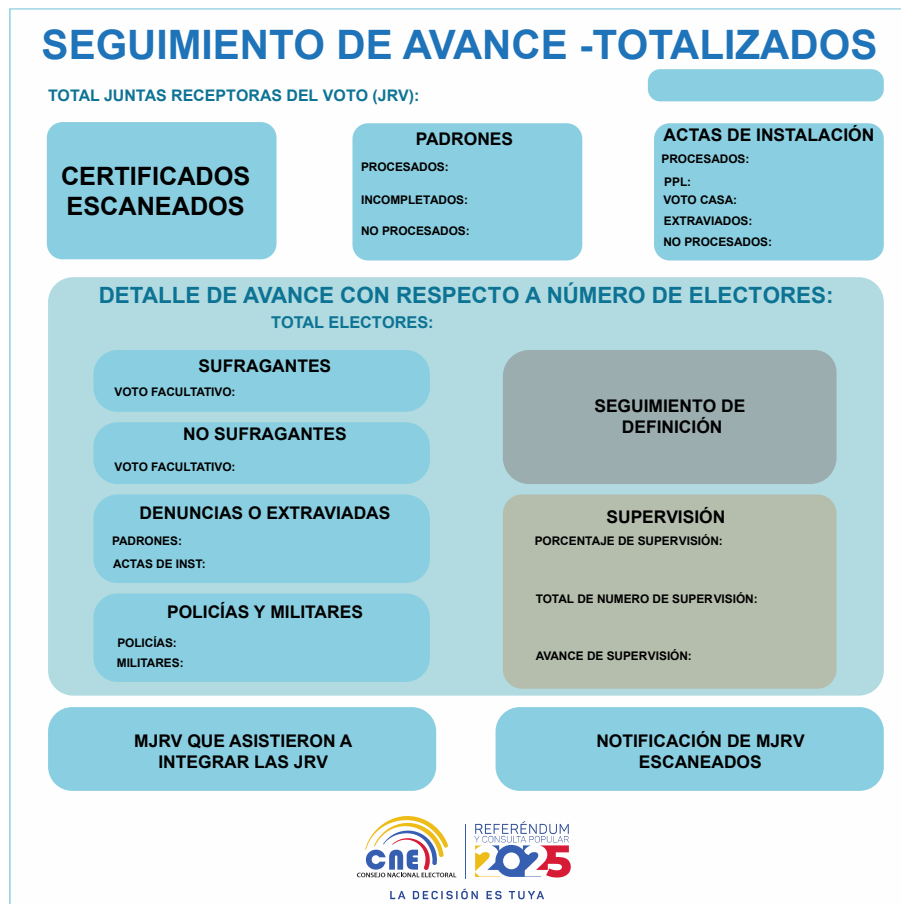 SEGUIMIENTO DE AVANCE -TOTALIZADOS
TOTAL JUNTAS RECEPTORAS DEL VOTO (JRV):
CERTIFICADOS
ESCANEADOS
PADRONES
PROCESADOS:
INCOMPLETADOS:
NO PROCESADOS:
ACTAS DE INSTALACIÓN
PROCESADOS:
PPL:
VOTO CASA:
EXTRAVIADOS:
NO PROCESADOS:
DETALLE DE AVANCE CON RESPECTO A NÚMERO DE ELECTORES:
TOTAL ELECTORES:
SUFRAGANTES
VOTO FACULTATIVO:
NO SUFRAGANTES
VOTO FACULTATIVO:
DENUNCIAS O EXTRAVIADAS
PADRONES:
ACTAS DE INST:
POLICÍAS Y MILITARES
POLICÍAS:
MILITARES:
SEGUIMIENTO DE
DEFINICIÓN
SUPERVISIÓN
PORCENTAJE DE SUPERVISIÓN:
TOTAL DE NUMERO DE SUPERVISIÓN:
AVANCE DE SUPERVISIÓN:
MJRV QUE ASISTIERON A
INTEGRAR LAS JRV
NOTIFICACIÓN DE MJRV
ESCANEADOS
CNE
CONSEJO NACIONAL ELECTORAL
REFERÉNDUM
Y CONSULTA POPULAR
2025
LA DECISIÓN ES TUYA